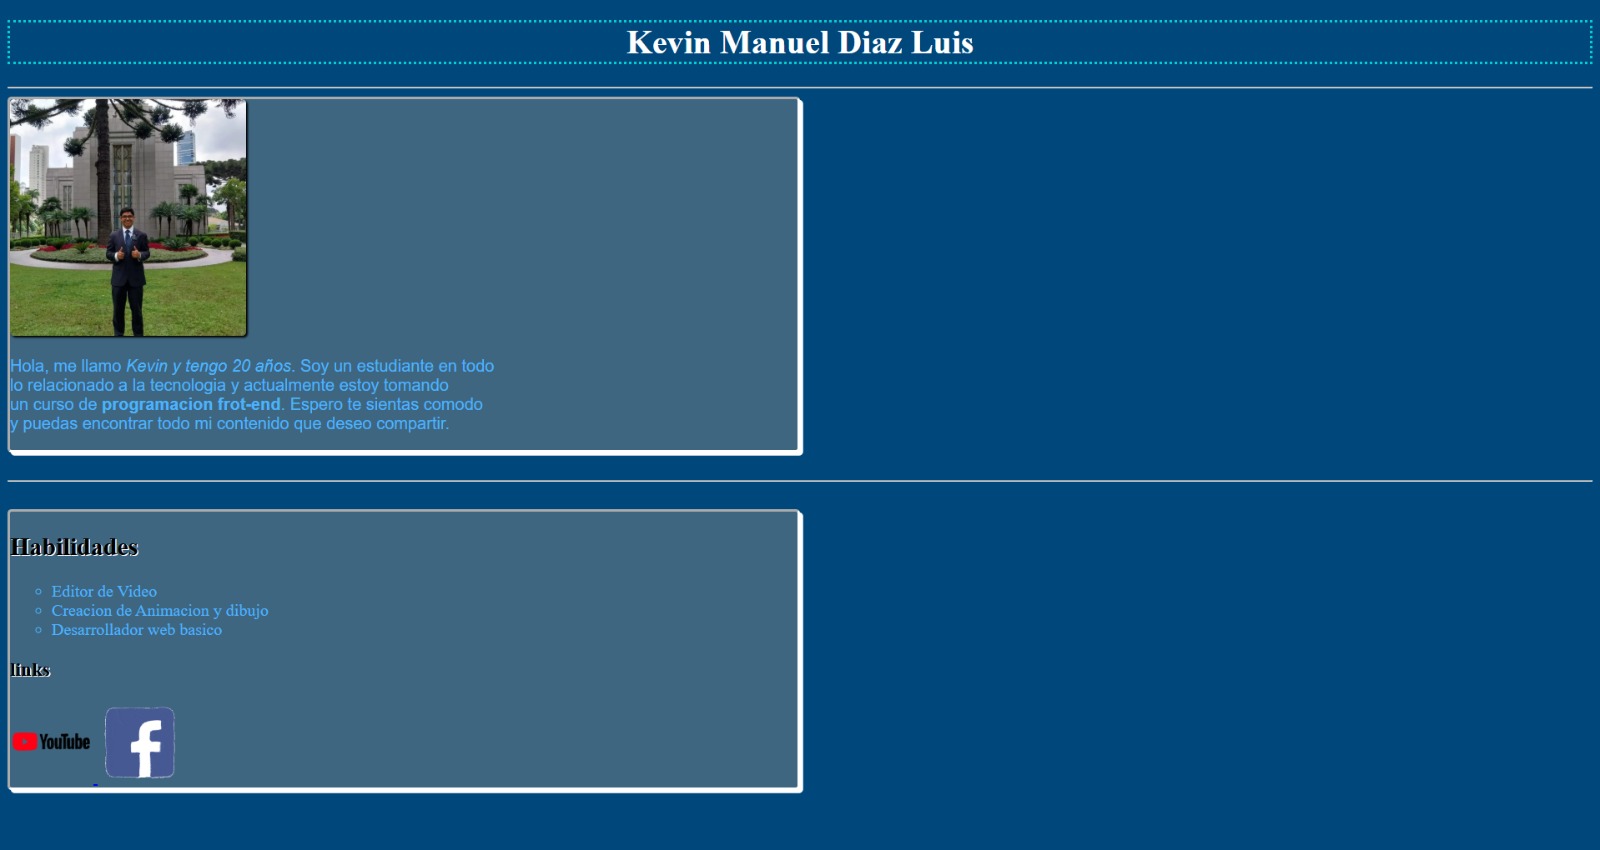 Kevin Manuel Diaz Luis
Hola, me llamo Kevin y tengo 20 años. Soy un estudiante en todo
lo relacionado a la tecnologia y actualmente estoy tomando
un curso de programacion frot-end. Espero te sientas comodo
y puedas encontrar todo mi contenido que deseo compartir.
Habilidades
Editor de Video
Creacion de Animacion y dibujo
Desarrollador web basico
links
YouTube
f